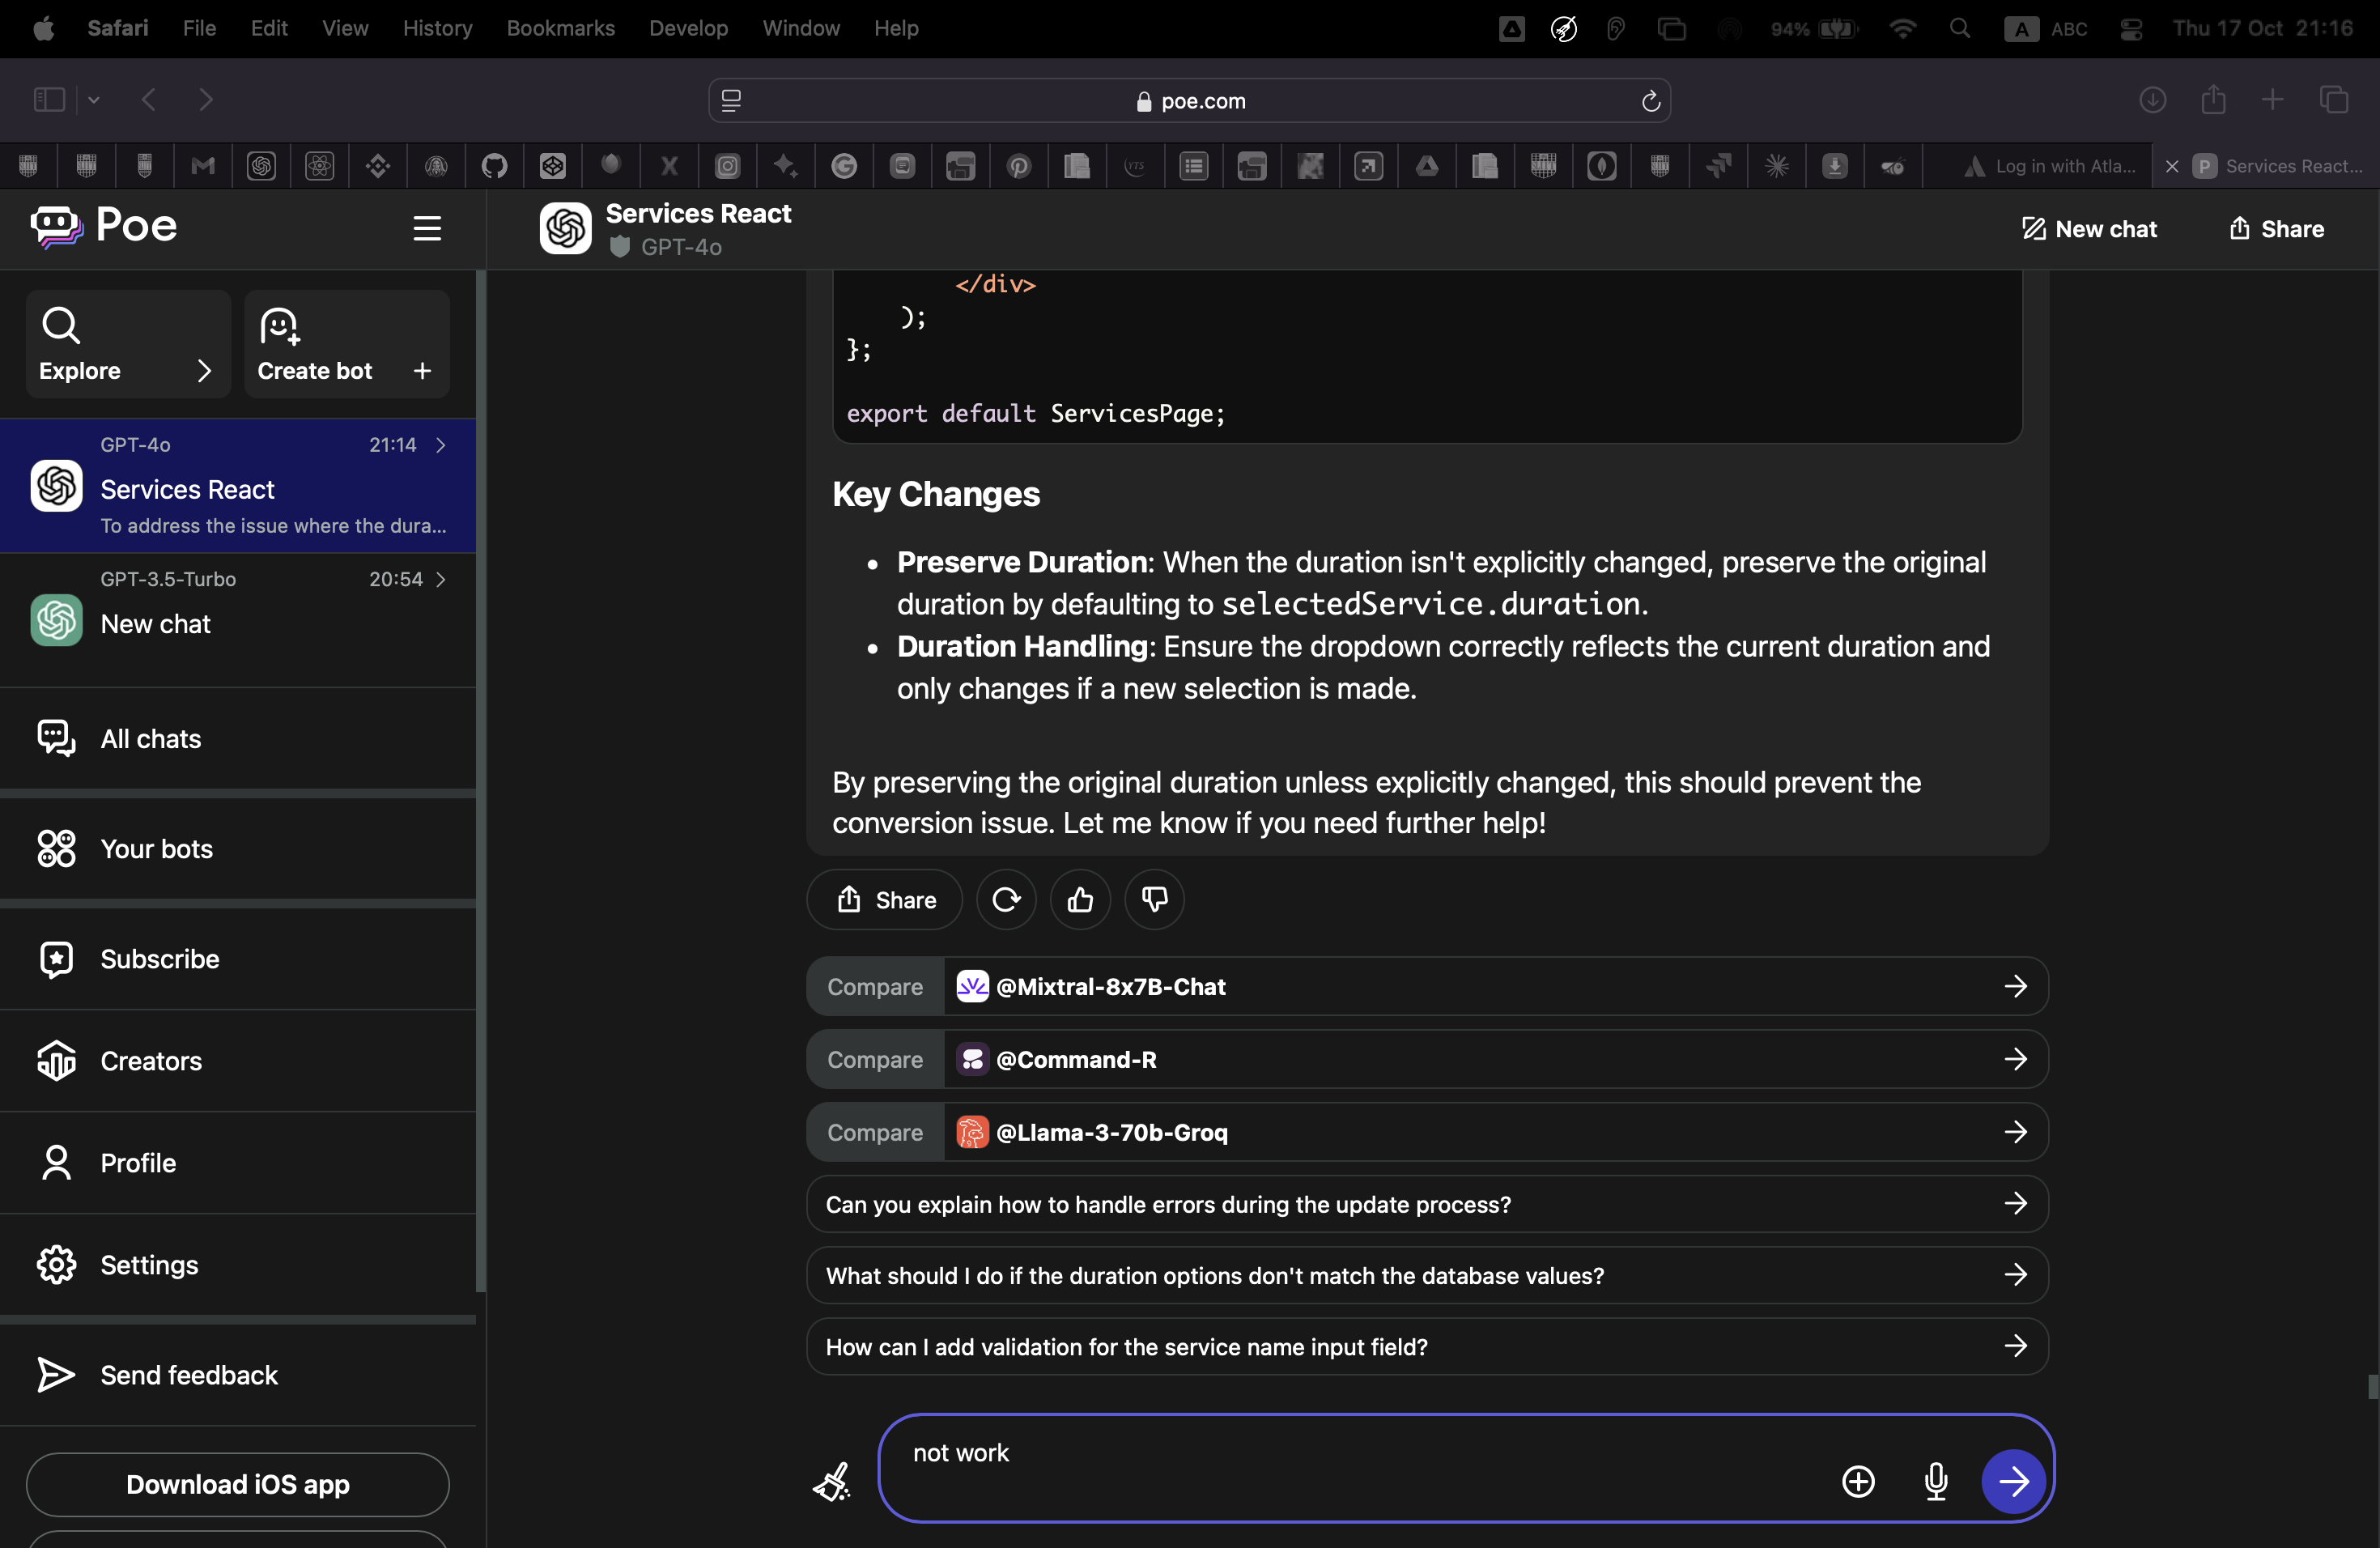 Safari File Edit View History Bookmarks Develop Window Help
94% A ABC Thu 17 Oct 21:16
poe.com
X
YTS
Log in with Atla...
P Services React...
Poe
Services React
GPT-4o
New chat
Share
Explore
Create bot
GPT-4o 21:14
Services React
To address the issue where the dura...
GPT-3.5-Turbo 20:54
New chat
All chats
Your bots
Subscribe
Creators
Profile
Settings
Send feedback
Download iOS app
</div>
);
};
export default ServicesPage;
Key Changes
• Preserve Duration: When the duration isn't explicitly changed, preserve the original
duration by defaulting to selectedService.duration.
• Duration Handling: Ensure the dropdown correctly reflects the current duration and
only changes if a new selection is made.
By preserving the original duration unless explicitly changed, this should prevent the
conversion issue. Let me know if you need further help!
Share
Compare @Mixtral-8x7B-Chat
Compare @Command-R
Compare @Llama-3-70b-Groq
Can you explain how to handle errors during the update process?
What should I do if the duration options don't match the database values?
How can I add validation for the service name input field?
not work